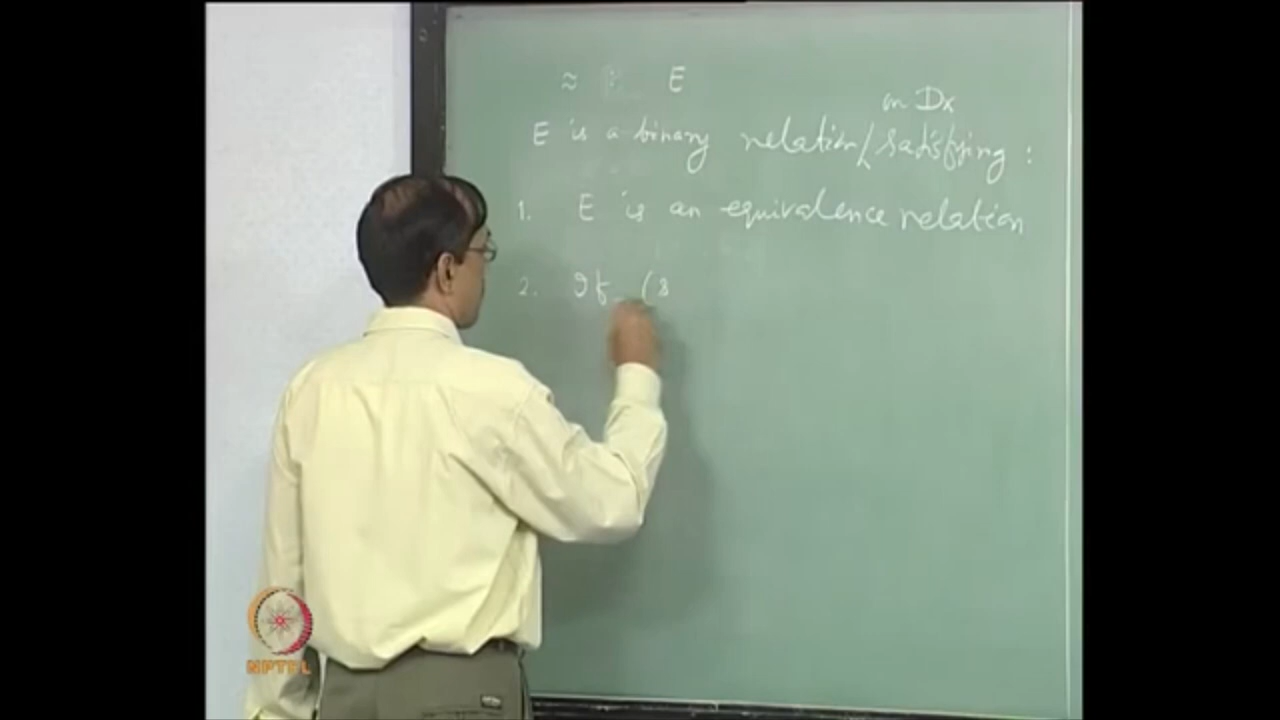 ≈ E
on Dx
E is a binary relation/satisfying :
1. E is an equivalence relation
2. If (s
NPTEL